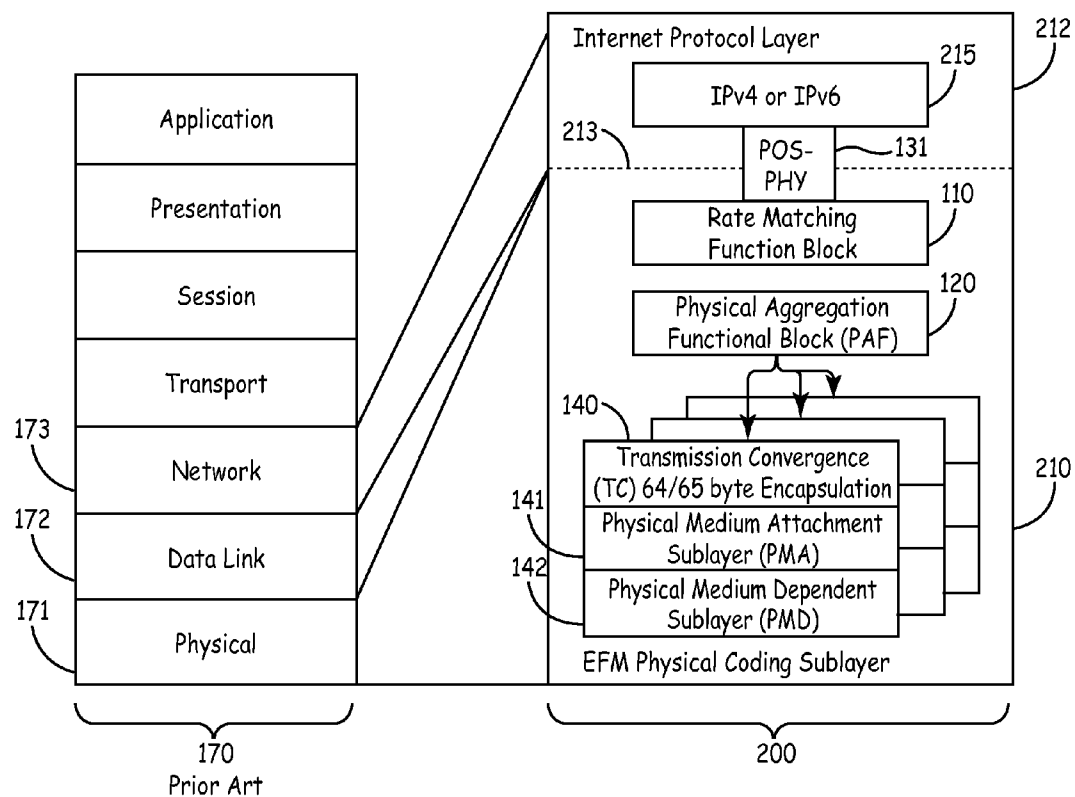 Application
Presentation
Session
Transport
173
Network
172
Data Link
171
Physical
170
Prior Art
Internet Protocol Layer
212
215
IPv4 or IPv6
213
POS-
PHY
131
110
Rate Matching
Function Block
120
Physical Aggregation
Functional Block (PAF)
140
Transmission Convergence
(TC) 64/65 byte Encapsulation
210
141
Physical Medium Attachment
Sublayer (PMA)
142
Physical Medium Dependent
Sublayer (PMD)
EFM Physical Coding Sublayer
200